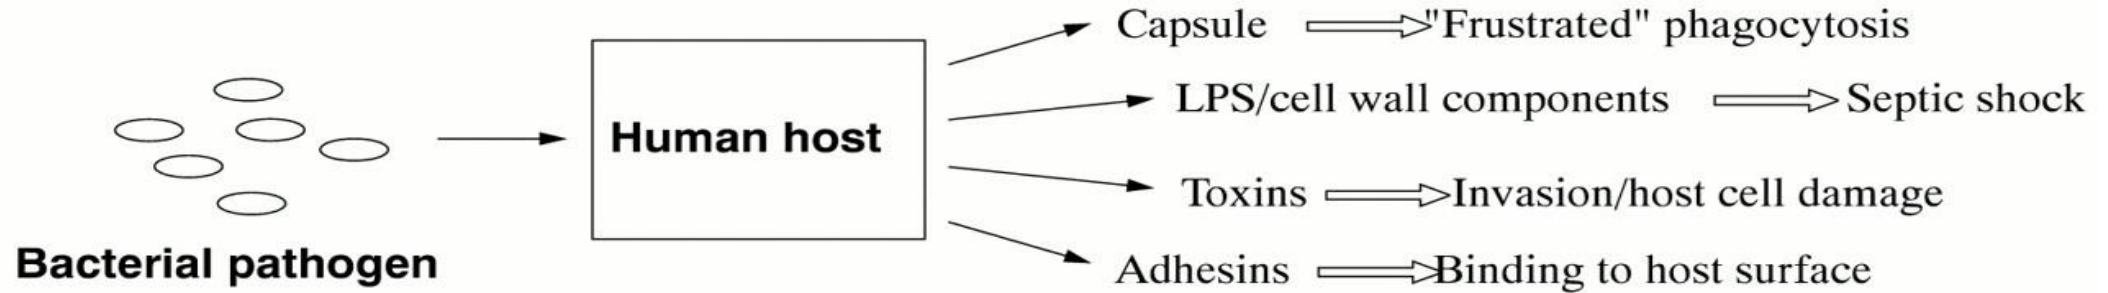 Bacterial pathogen
Human host
Capsule "Frustrated" phagocytosis
LPS/cell wall components Septic shock
Toxins Invasion/host cell damage
Adhesins Binding to host surface